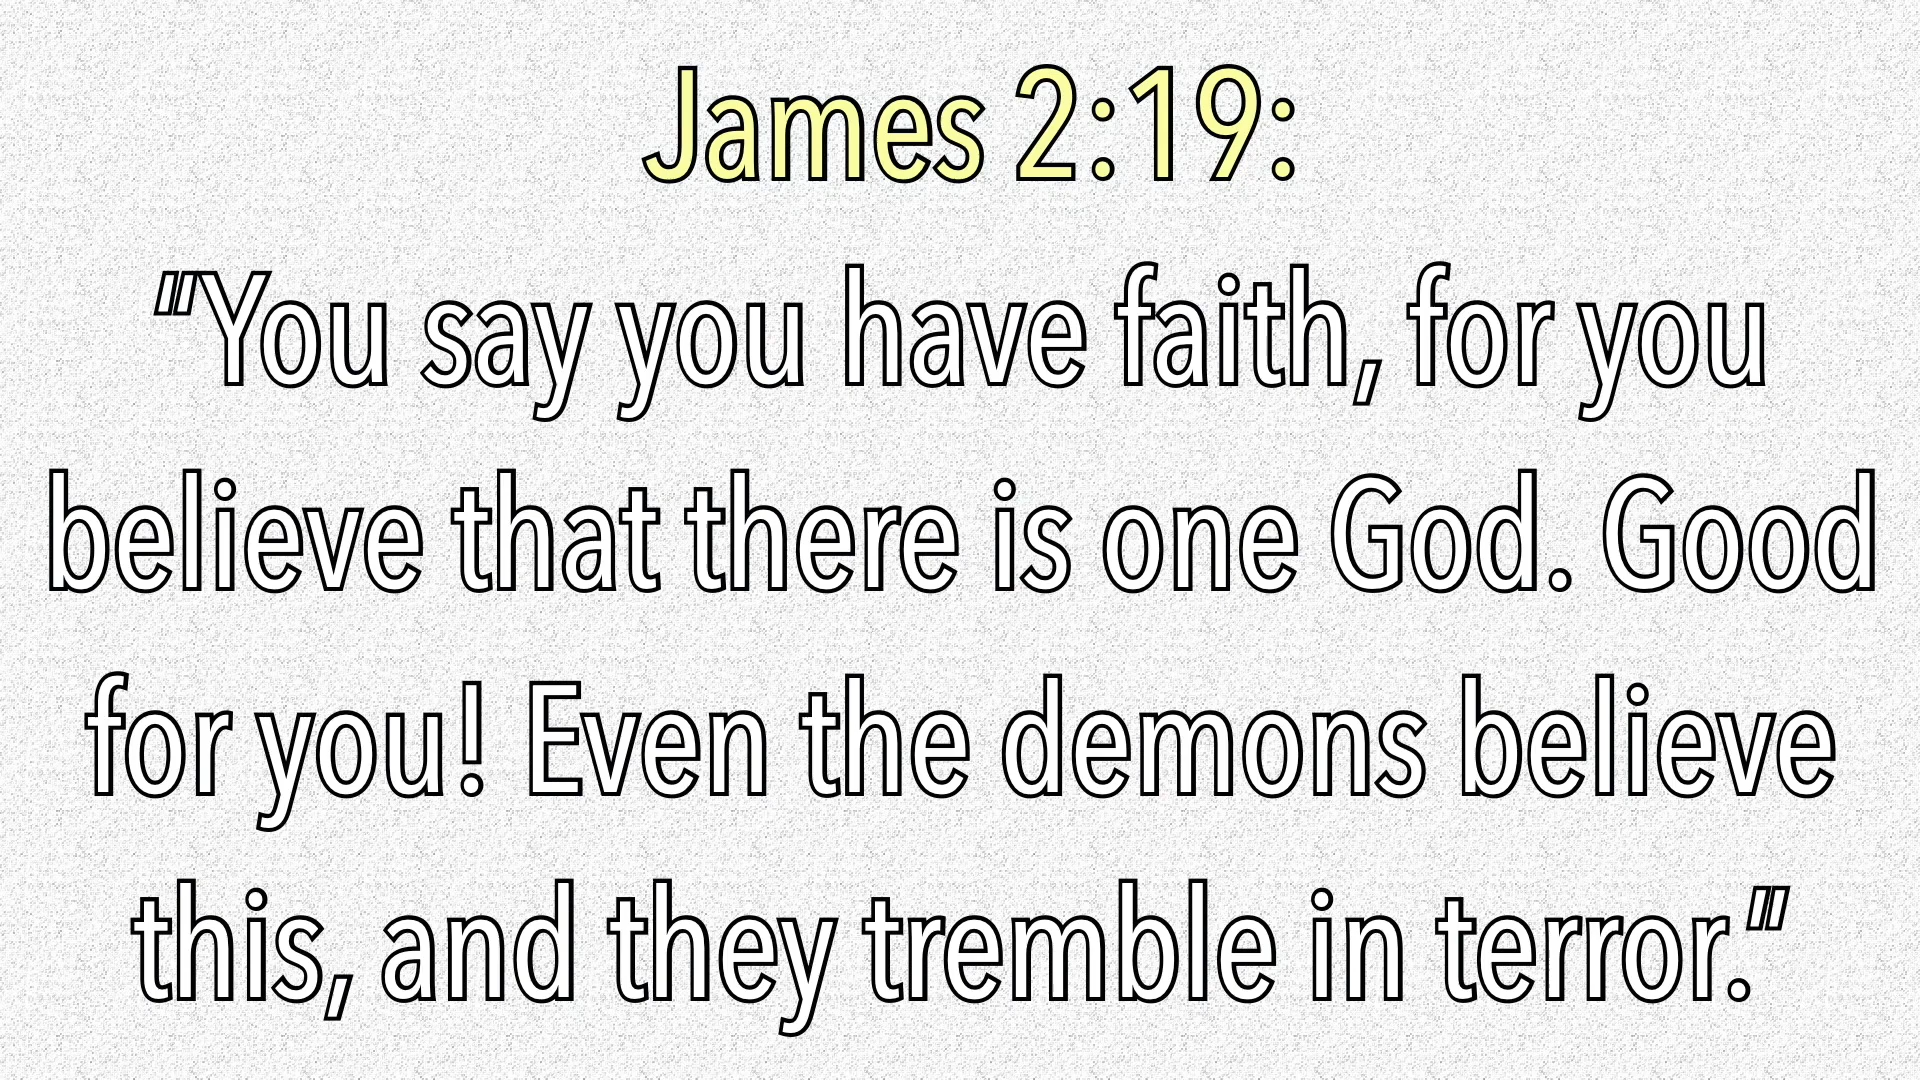 James 2:19:
"You say you have faith, for you
believe that there is one God. Good
for you! Even the demons believe
this, and they tremble in terror."